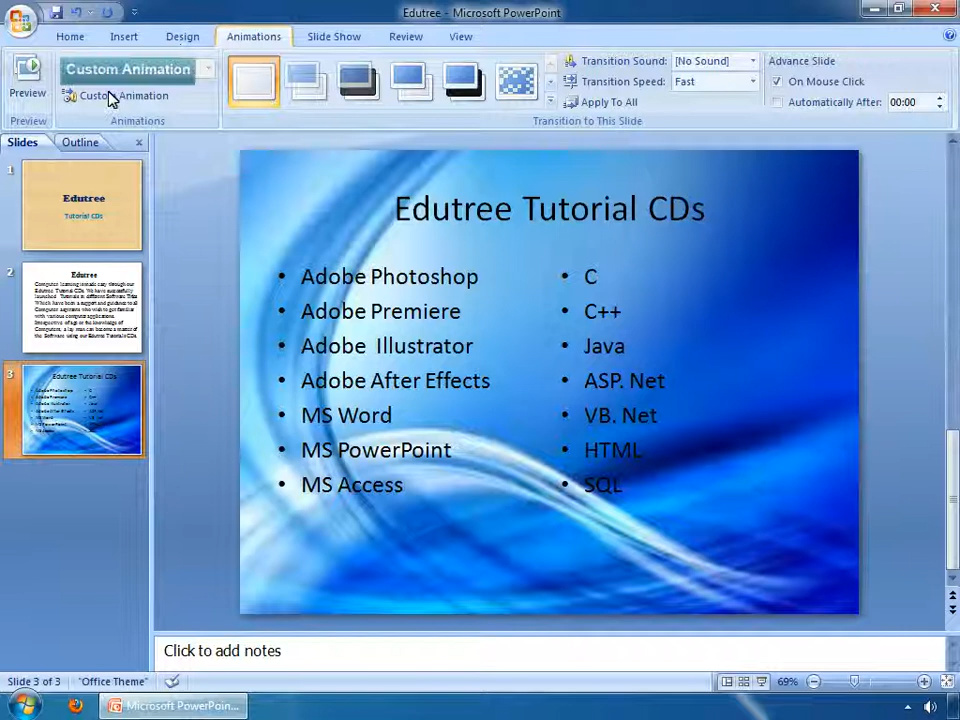 Edutree - Microsoft PowerPoint
Home Insert Design Animations Slide Show Review View
Preview
Custom Animation
Custom Animation
Transition Sound: [No Sound]
Transition Speed: Fast
Apply To All
Advance Slide
On Mouse Click
Automatically After: 00:00
Preview Animations Transition to This Slide
Slides Outline
1
Edutree
Tutorial CDs
2
Edutree
3
Edutree Tutorial CDs
Edutree Tutorial CDs
• Adobe Photoshop
• Adobe Premiere
• Adobe Illustrator
• Adobe After Effects
• MS Word
• MS PowerPoint
• MS Access
• C
• C++
• Java
• ASP. Net
• VB. Net
• HTML
• SQL
Click to add notes
Slide 3 of 3 "Office Theme" 69%
Microsoft PowerPoin...